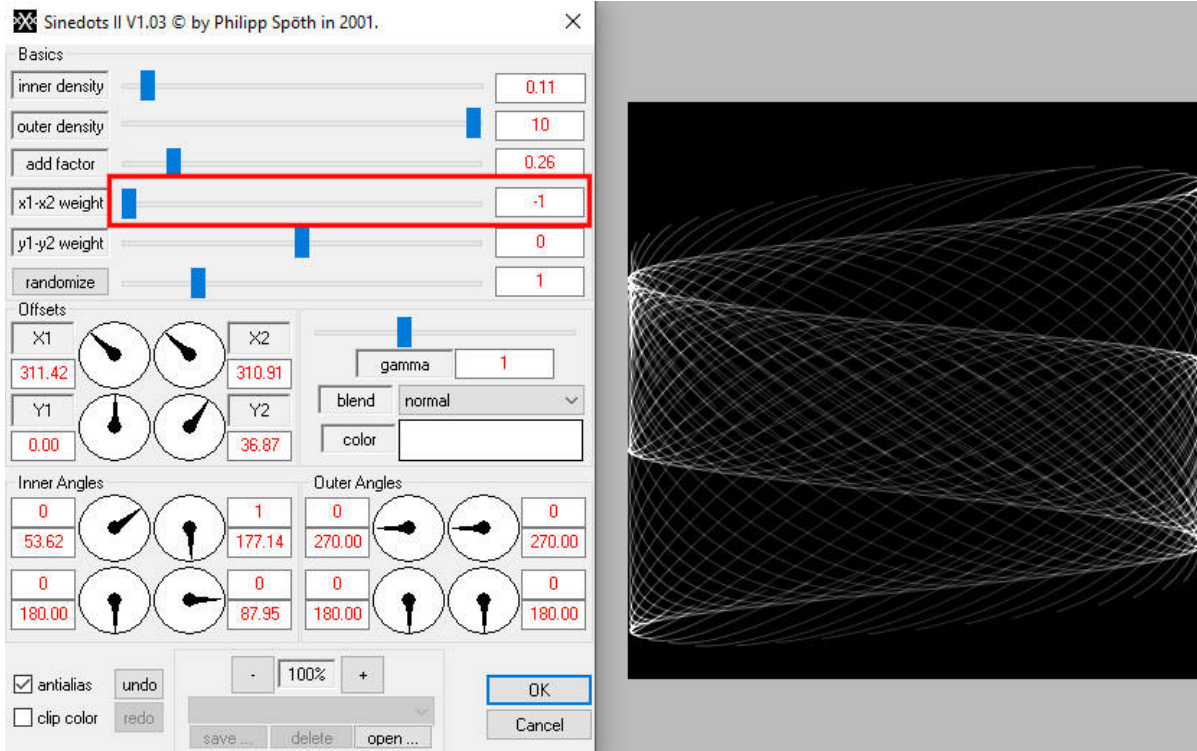 Sinedots II V1.03 © by Philipp Spöth in 2001.
Basics
inner density 0.11
outer density 10
add factor 0.26
x1-x2 weight -1
y1-y2 weight 0
randomize 1
Offsets
X1 X2
311.42 310.91
Y1 Y2
0.00 36.87
gamma 1
blend normal
color
Inner Angles
0 1
53.62 177.14
0 0
180.00 87.95
Outer Angles
0 0
270.00 270.00
0 0
180.00 180.00
antialias undo
clip color redo
- 100% +
save ... delete open ...
OK
Cancel